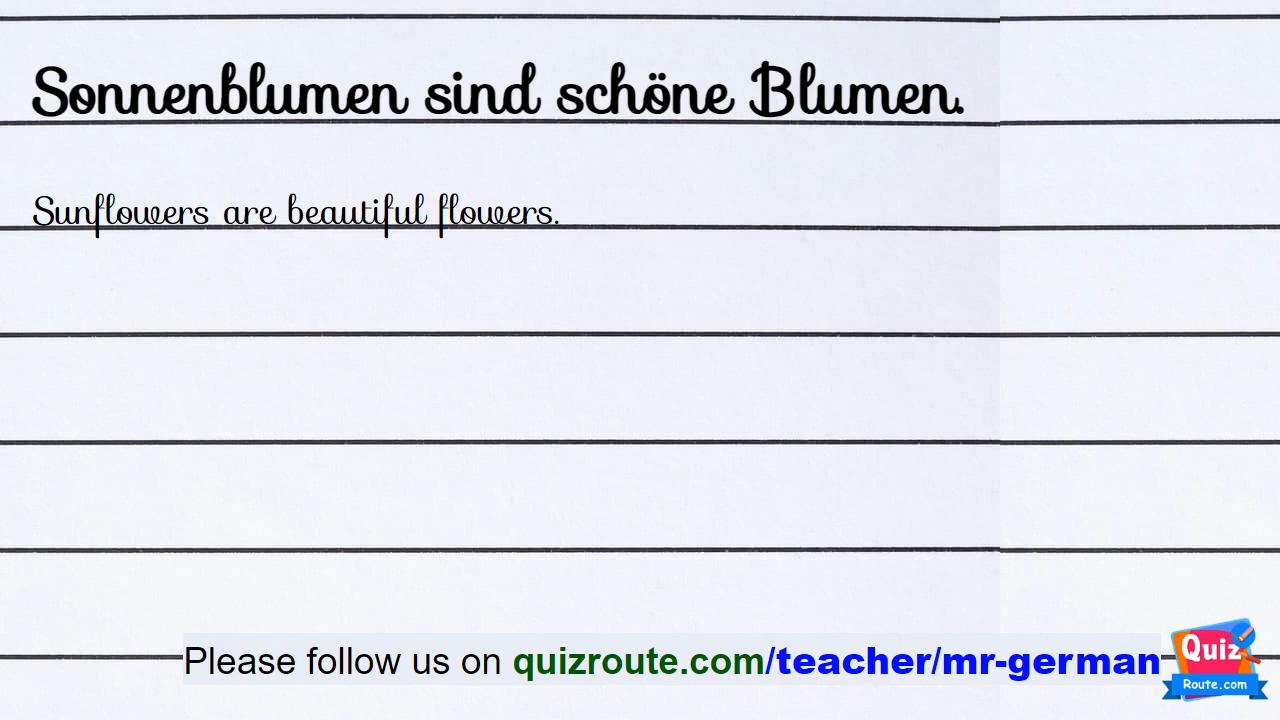 Sonnenblumen sind schöne Blumen.
Sunflowers are beautiful flowers.
Please follow us on quizroute.com/teacher/mr-german
Quiz
Route.com